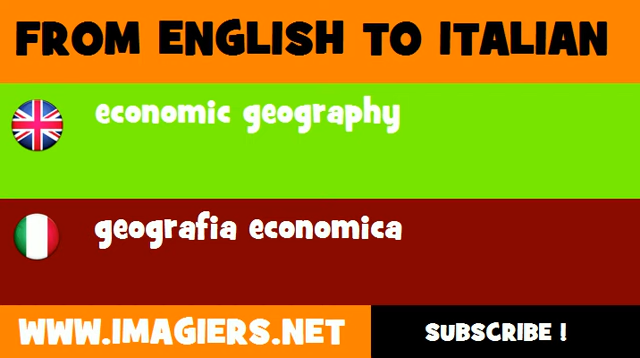 FROM ENGLISH TO ITALIAN
economic geography
geografia economica
WWW.IMAGIERS.NET
SUBSCRIBE !